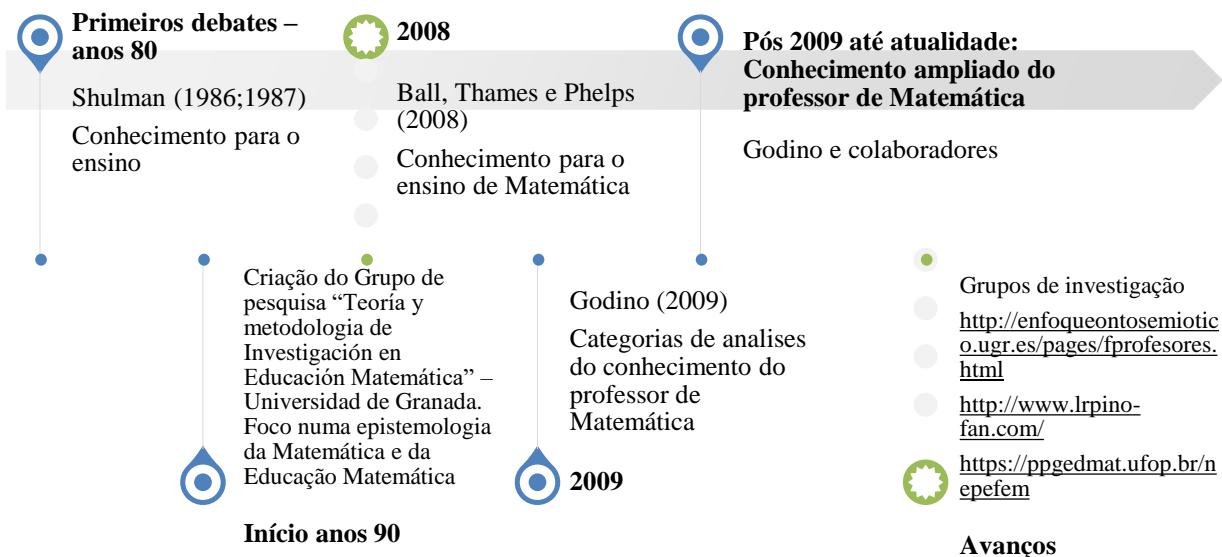 Primeiros debates –
anos 80
Shulman (1986;1987)
Conhecimento para o
ensino
Criação do Grupo de
pesquisa “Teoría y
metodologia de
Investigación en
Educación Matemática” –
Universidad de Granada.
Foco numa epistemologia
da Matemática e da
Educação Matemática
Início anos 90
2008
Ball, Thames e Phelps
(2008)
Conhecimento para o
ensino de Matemática
Godino (2009)
Categorias de analises
do conhecimento do
professor de
Matemática
2009
Pós 2009 até atualidade:
Conhecimento ampliado do
professor de Matemática
Godino e colaboradores
Grupos de investigação
http://enfoqueontosemiotic
o.ugr.es/pages/fprofesores.
html
http://www.lrpino-
fan.com/
https://ppgedmat.ufop.br/n
epefem
Avanços